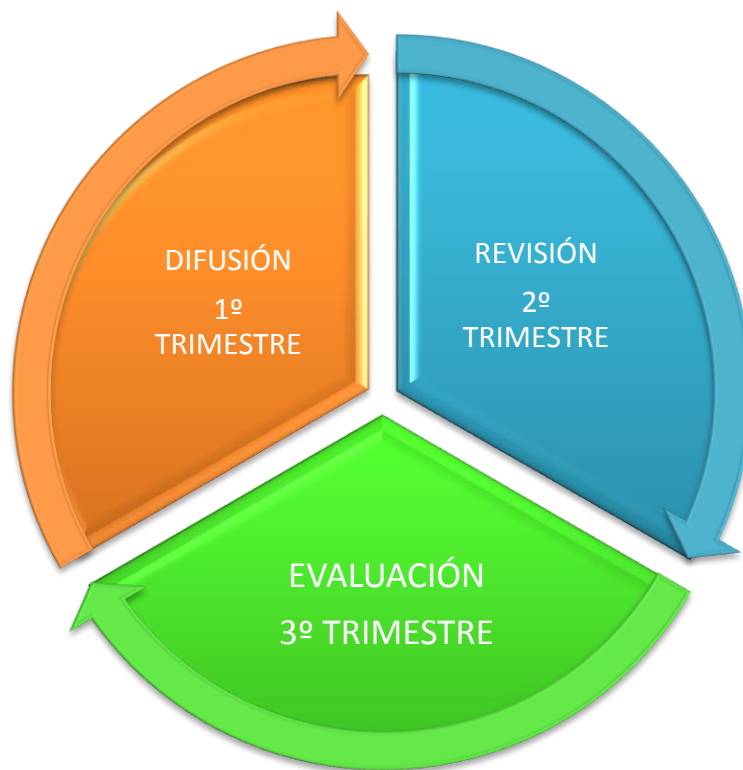 DIFUSIÓN
1º
TRIMESTRE
REVISIÓN
2º
TRIMESTRE
EVALUACIÓN
3º TRIMESTRE